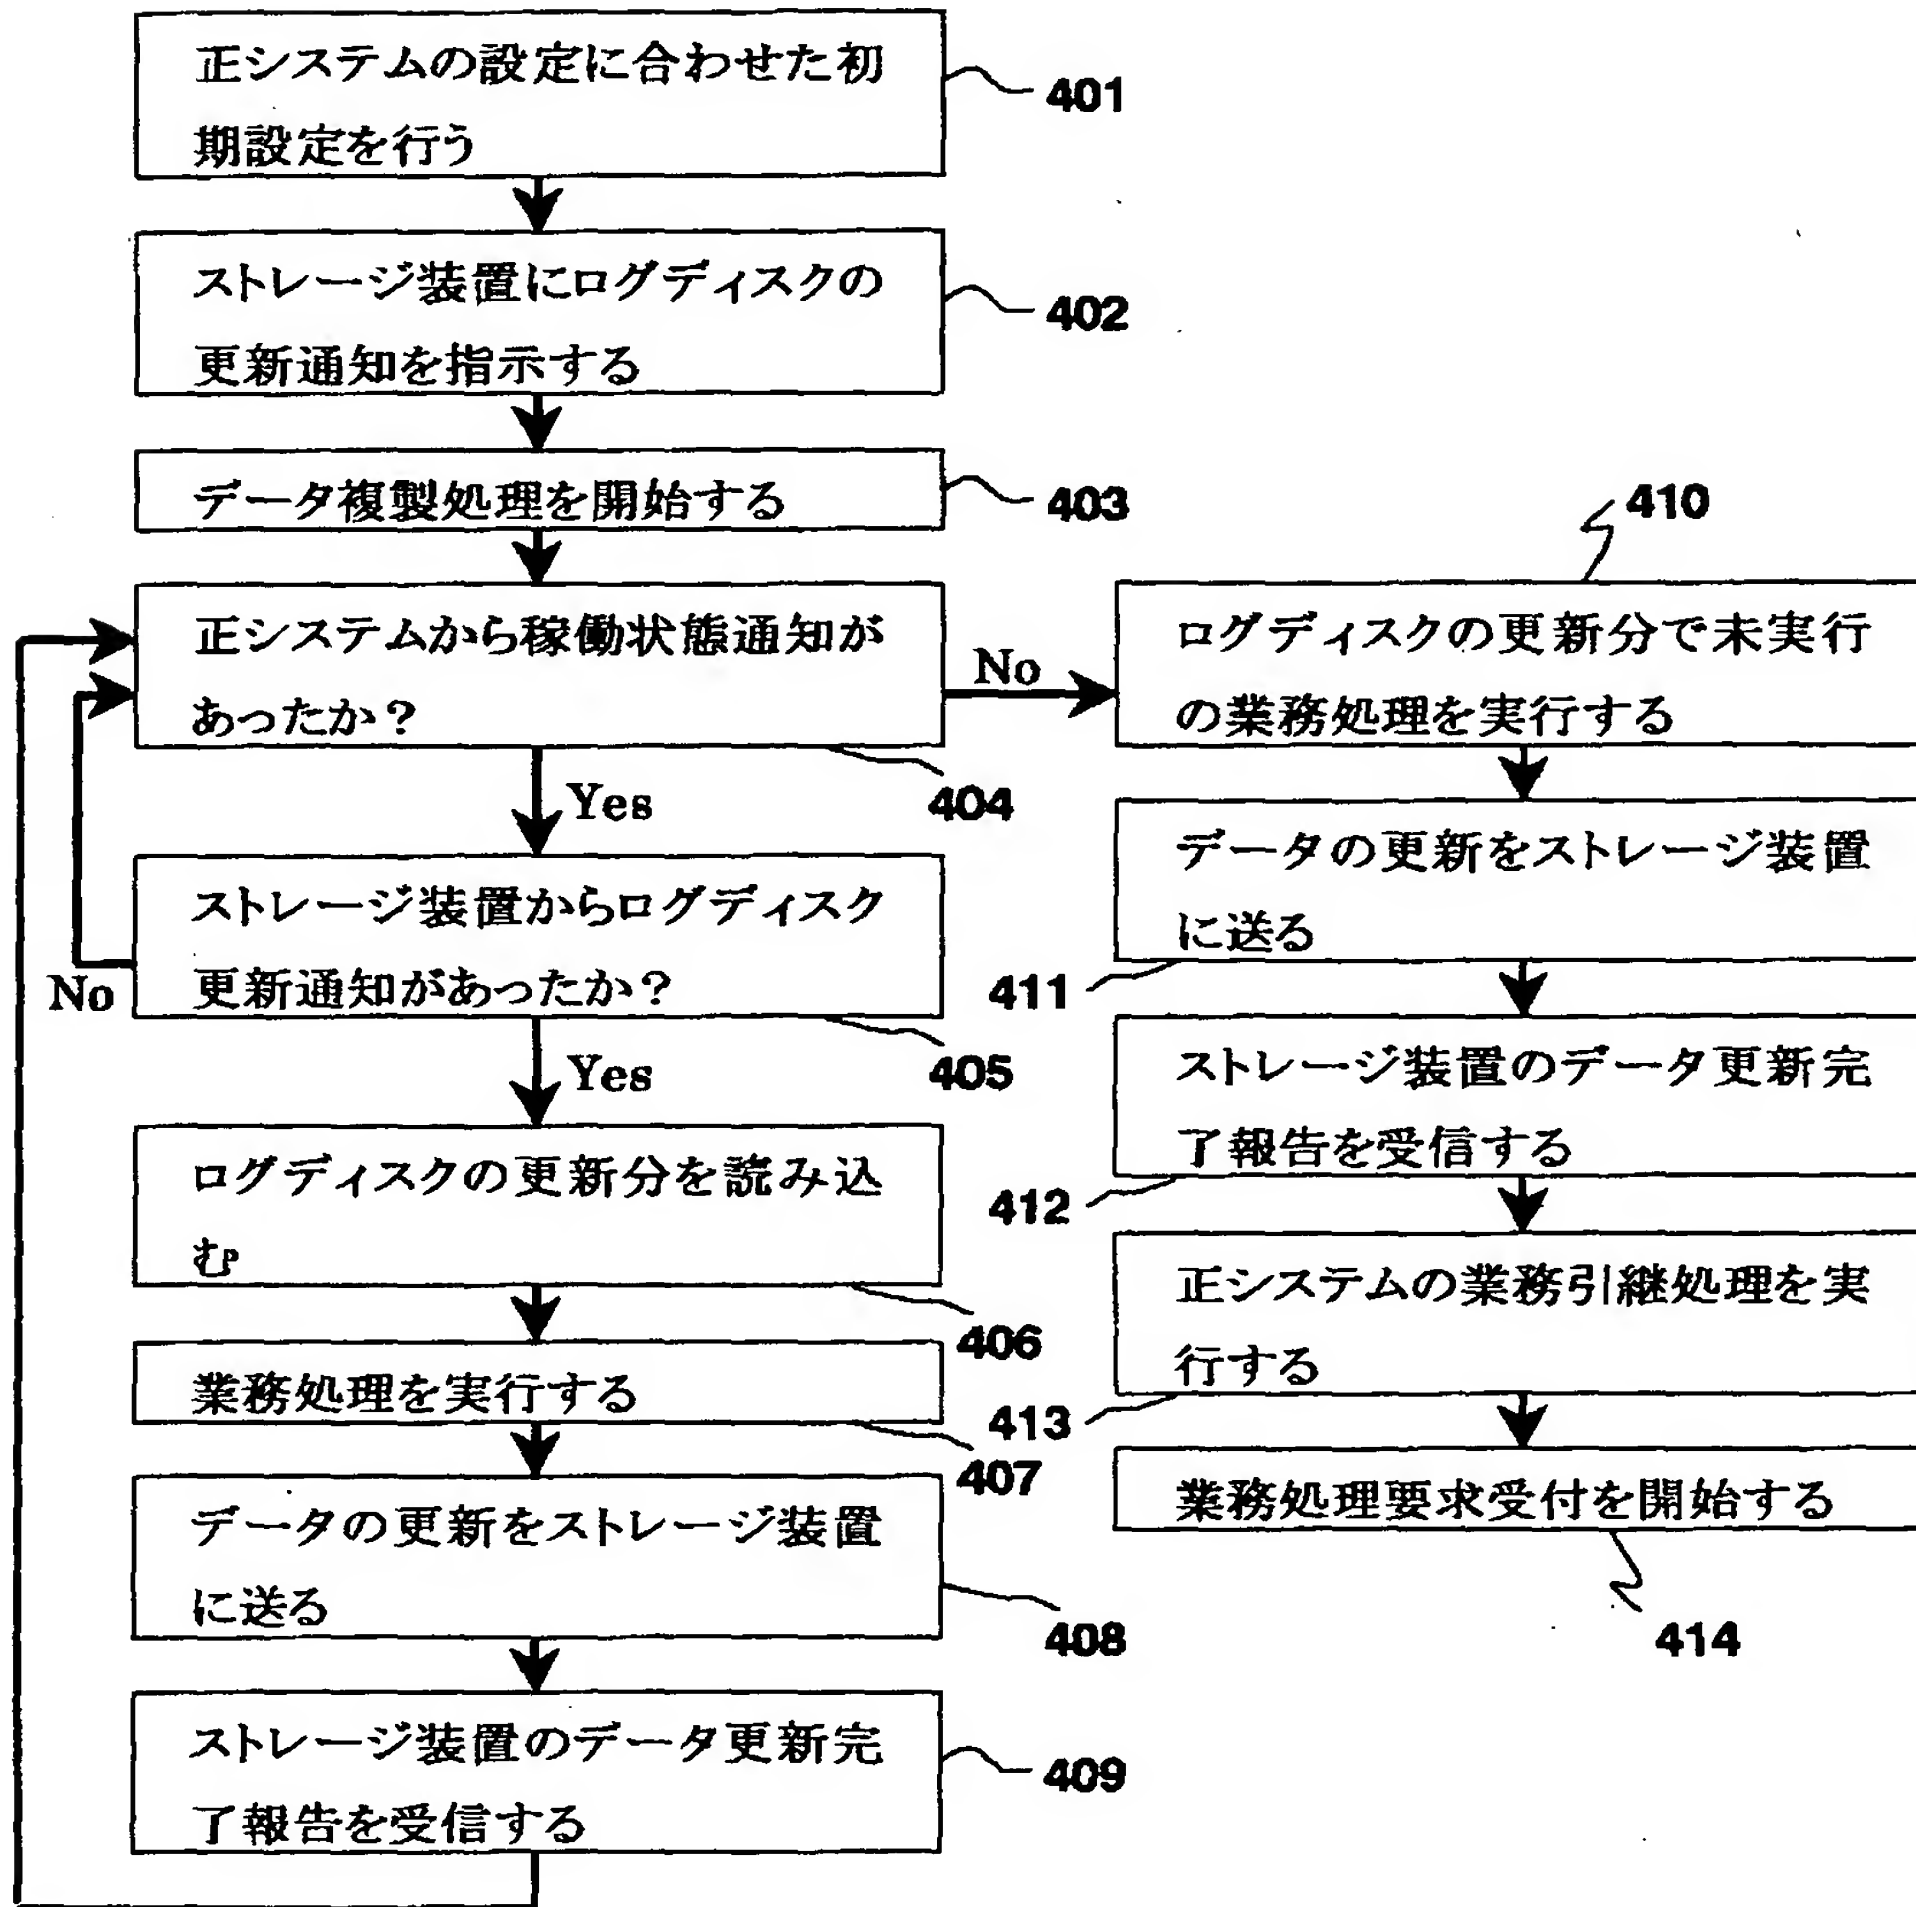 正システムの設定に合わせた初
期設定を行う
401
ストレージ装置にログディスクの
更新通知を指示する
402
データ複製処理を開始する
403
正システムから稼働状態通知が
あったか?
404
No
Yes
ストレージ装置からログディスク
更新通知があったか?
405
No
Yes
ログディスクの更新分を読み込
む
406
業務処理を実行する
407
データの更新をストレージ装置
に送る
408
ストレージ装置のデータ更新完
了報告を受信する
409
410
ログディスクの更新分で未実行
の業務処理を実行する
データの更新をストレージ装置
に送る
411
ストレージ装置のデータ更新完
了報告を受信する
412
正システムの業務引継処理を実
行する
413
業務処理要求受付を開始する
414